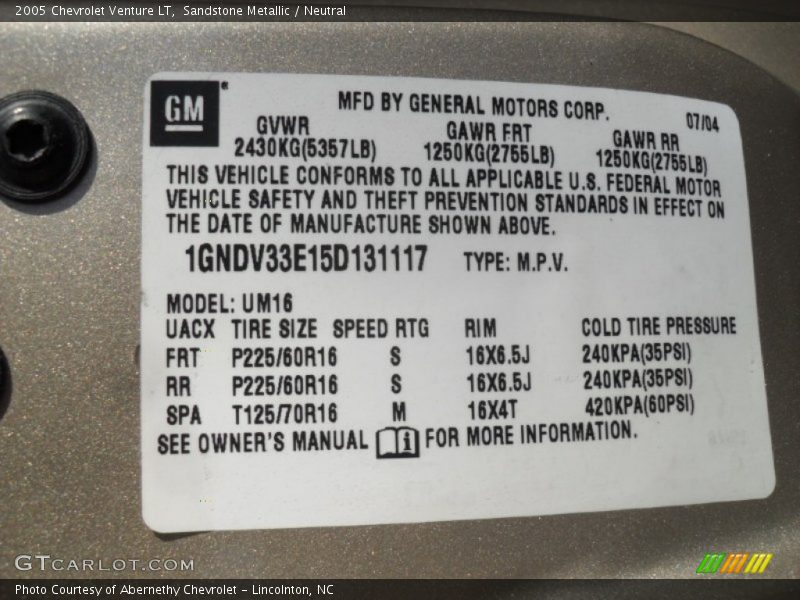 2005 Chevrolet Venture LT, Sandstone Metallic / Neutral
GM*
MFD BY GENERAL MOTORS CORP. 07/04
GVWR GAWR FRT GAWR RR
2430KG(5357LB) 1250KG(2755LB) 1250KG(2755LB)
THIS VEHICLE CONFORMS TO ALL APPLICABLE U.S. FEDERAL MOTOR
VEHICLE SAFETY AND THEFT PREVENTION STANDARDS IN EFFECT ON
THE DATE OF MANUFACTURE SHOWN ABOVE.
1GNDV33E15D131117 TYPE: M.P.V.
MODEL: UM16
UACX TIRE SIZE SPEED RTG RIM COLD TIRE PRESSURE
FRT P225/60R16 S 16X6.5J 240KPA(35PSI)
RR P225/60R16 S 16X6.5J 240KPA(35PSI)
SPA T125/70R16 M 16X4T 420KPA(60PSI)
SEE OWNER'S MANUAL i FOR MORE INFORMATION.
GTCARLOT.COM
Photo Courtesy of Abernethy Chevrolet – Lincolnton, NC